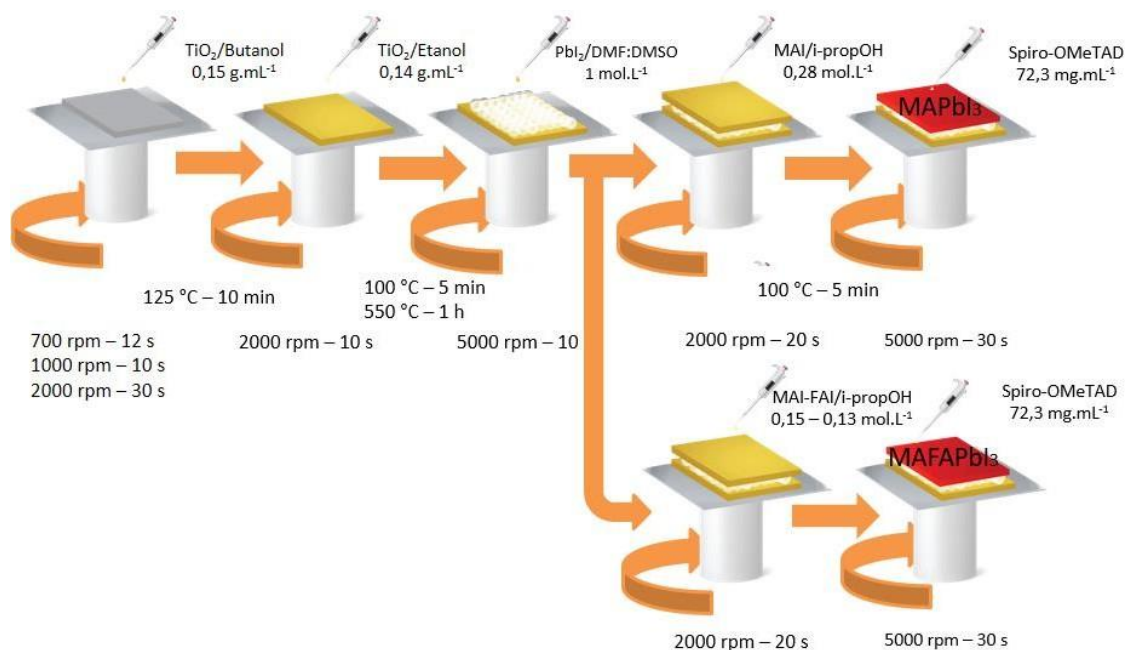 TiO₂/Butanol
0,15 g.mL⁻¹
TiO₂/Etanol
0,14 g.mL⁻¹
PbI₂/DMF:DMSO
1 mol.L⁻¹
MAI/i-propOH
0,28 mol.L⁻¹
Spiro-OMeTAD
72,3 mg.mL⁻¹
MAPbI₃
125 °C – 10 min
100 °C – 5 min
550 °C – 1 h
100 °C – 5 min
700 rpm – 12 s
1000 rpm – 10 s
2000 rpm – 30 s
2000 rpm – 10 s
5000 rpm – 10
2000 rpm – 20 s
5000 rpm – 30 s
MAI-FAI/i-propOH
0,15 – 0,13 mol.L⁻¹
Spiro-OMeTAD
72,3 mg.mL⁻¹
MAFAPbI₃
2000 rpm – 20 s
5000 rpm – 30 s